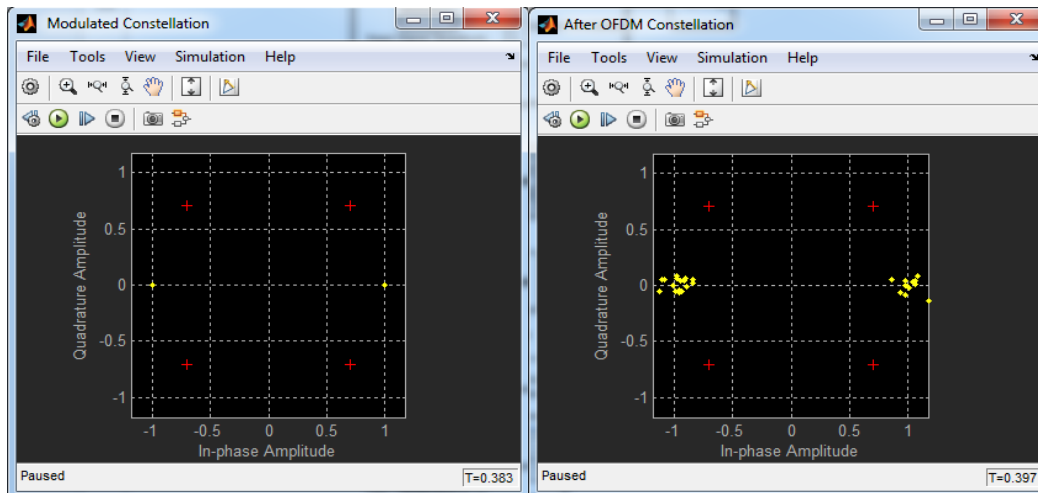 Modulated Constellation
File Tools View Simulation Help
1
0.5
0
-0.5
-1
Quadrature Amplitude
-1 -0.5 0 0.5 1
In-phase Amplitude
Paused T=0.383
After OFDM Constellation
File Tools View Simulation Help
1
0.5
0
-0.5
-1
Quadrature Amplitude
-1 -0.5 0 0.5 1
In-phase Amplitude
Paused T=0.397